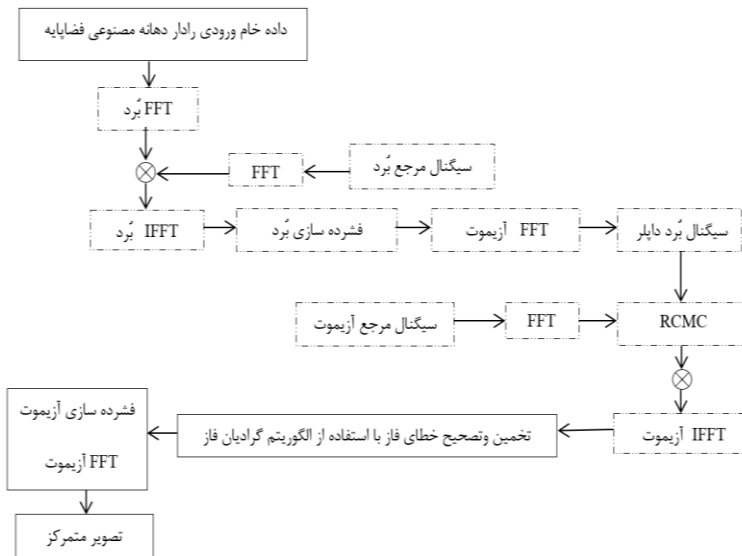 داده خام ورودی رادار دهانه مصنوعی فضاپایه
FFT بُرد
سیگنال مرجع بُرد
FFT
IFFT بُرد
فشرده سازی بُرد
FFT آزیموت
سیگنال بُرد داپلر
سیگنال مرجع آزیموت
FFT
RCMC
IFFT آزیموت
تخمین وتصحیح خطای فاز با استفاده از الگوریتم گرادیان فاز
فشرده سازی آزیموت
FFT آزیموت
تصویر متمرکز